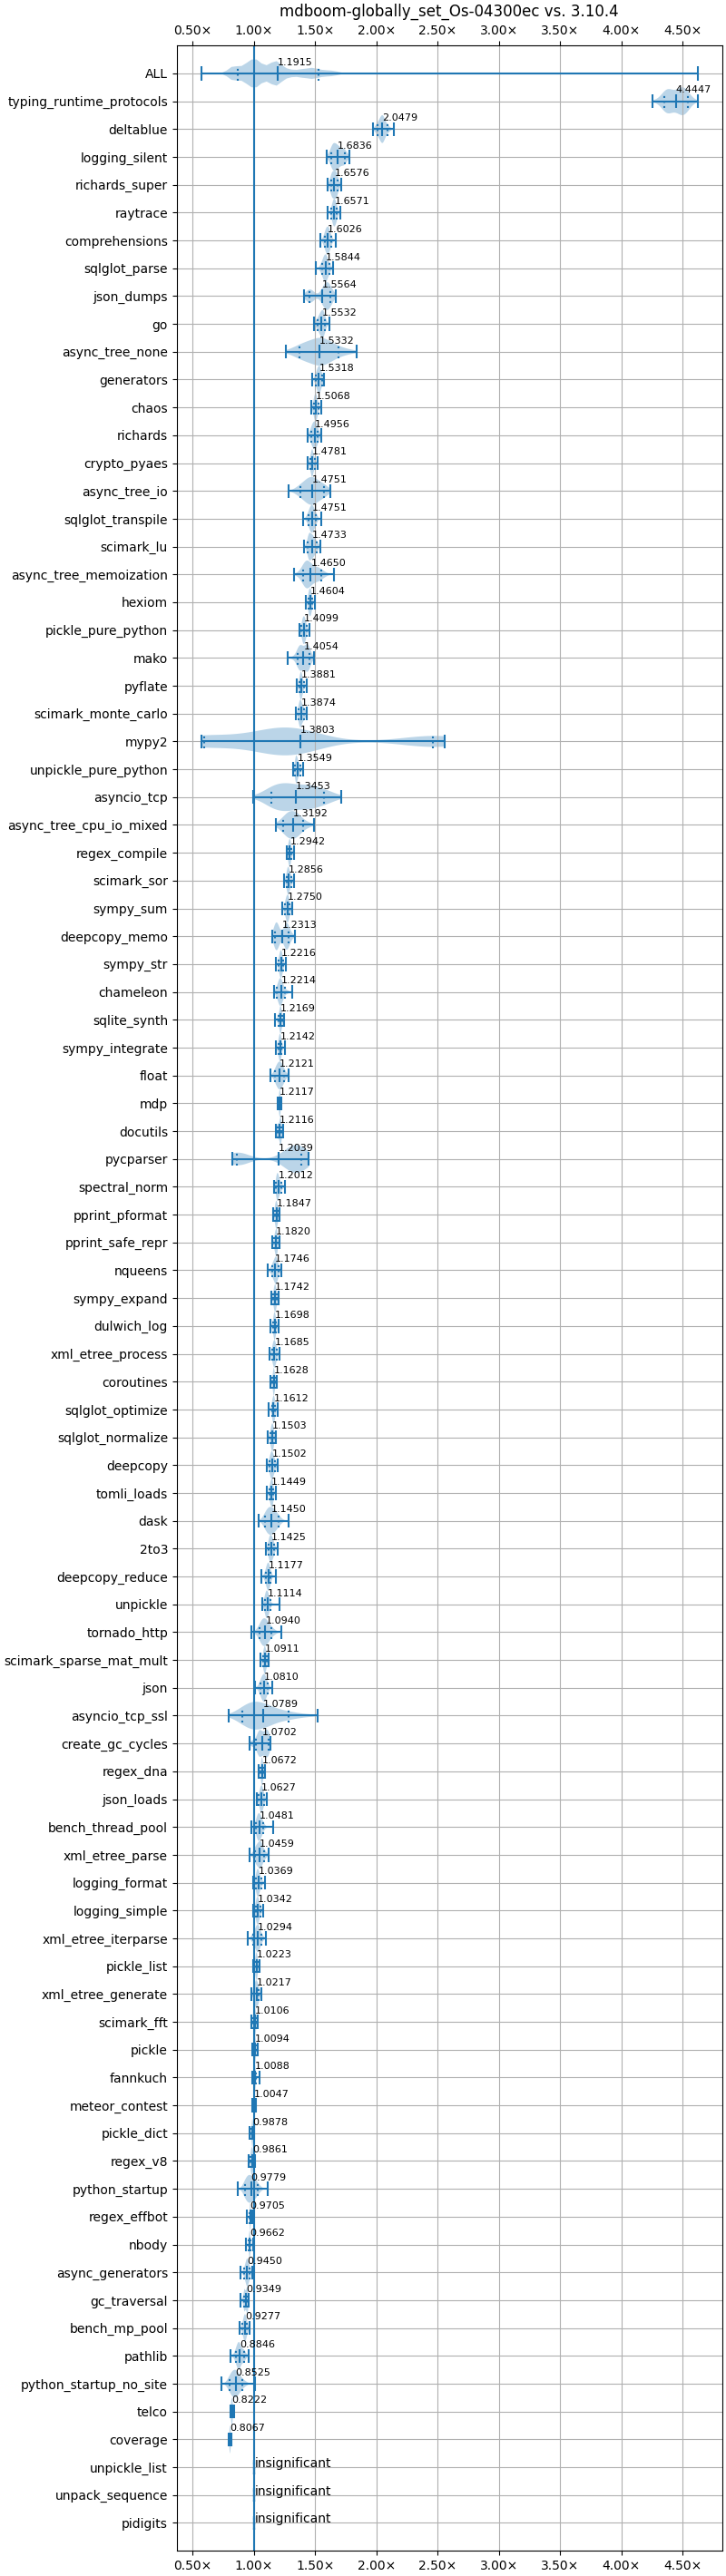 mdboom-globally_set_Os-04300ec vs. 3.10.4
0.50× 1.00× 1.50× 2.00× 2.50× 3.00× 3.50× 4.00× 4.50×
ALL 1.1915
typing_runtime_protocols 4.4447
deltablue 2.0479
logging_silent 1.6836
richards_super 1.6576
raytrace 1.6571
comprehensions 1.6026
sqlglot_parse 1.5844
json_dumps 1.5564
go 1.5532
async_tree_none 1.5332
generators 1.5318
chaos 1.5068
richards 1.4956
crypto_pyaes 1.4781
async_tree_io 1.4751
sqlglot_transpile 1.4751
scimark_lu 1.4733
async_tree_memoization 1.4650
hexiom 1.4604
pickle_pure_python 1.4099
mako 1.4054
pyflate 1.3881
scimark_monte_carlo 1.3874
mypy2 1.3803
unpickle_pure_python 1.3549
asyncio_tcp 1.3453
async_tree_cpu_io_mixed 1.3192
regex_compile 1.2942
scimark_sor 1.2856
sympy_sum 1.2750
deepcopy_memo 1.2313
sympy_str 1.2216
chameleon 1.2214
sqlite_synth 1.2169
sympy_integrate 1.2142
float 1.2121
mdp 1.2117
docutils 1.2116
pycparser 1.2039
spectral_norm 1.2012
pprint_pformat 1.1847
pprint_safe_repr 1.1820
nqueens 1.1746
sympy_expand 1.1742
dulwich_log 1.1698
xml_etree_process 1.1685
coroutines 1.1628
sqlglot_optimize 1.1612
sqlglot_normalize 1.1503
deepcopy 1.1502
tomli_loads 1.1449
dask 1.1450
2to3 1.1425
deepcopy_reduce 1.1177
unpickle 1.1114
tornado_http 1.0940
scimark_sparse_mat_mult 1.0911
json 1.0810
asyncio_tcp_ssl 1.0789
create_gc_cycles 1.0702
regex_dna 1.0672
json_loads 1.0627
bench_thread_pool 1.0481
xml_etree_parse 1.0459
logging_format 1.0369
logging_simple 1.0342
xml_etree_iterparse 1.0294
pickle_list 1.0223
xml_etree_generate 1.0217
scimark_fft 1.0106
pickle 1.0094
fannkuch 1.0088
meteor_contest 1.0047
pickle_dict 0.9878
regex_v8 0.9861
python_startup 0.9779
regex_effbot 0.9705
nbody 0.9662
async_generators 0.9450
gc_traversal 0.9349
bench_mp_pool 0.9277
pathlib 0.8846
python_startup_no_site 0.8525
telco 0.8222
coverage 0.8067
unpickle_list insignificant
unpack_sequence insignificant
pidigits insignificant
0.50× 1.00× 1.50× 2.00× 2.50× 3.00× 3.50× 4.00× 4.50×